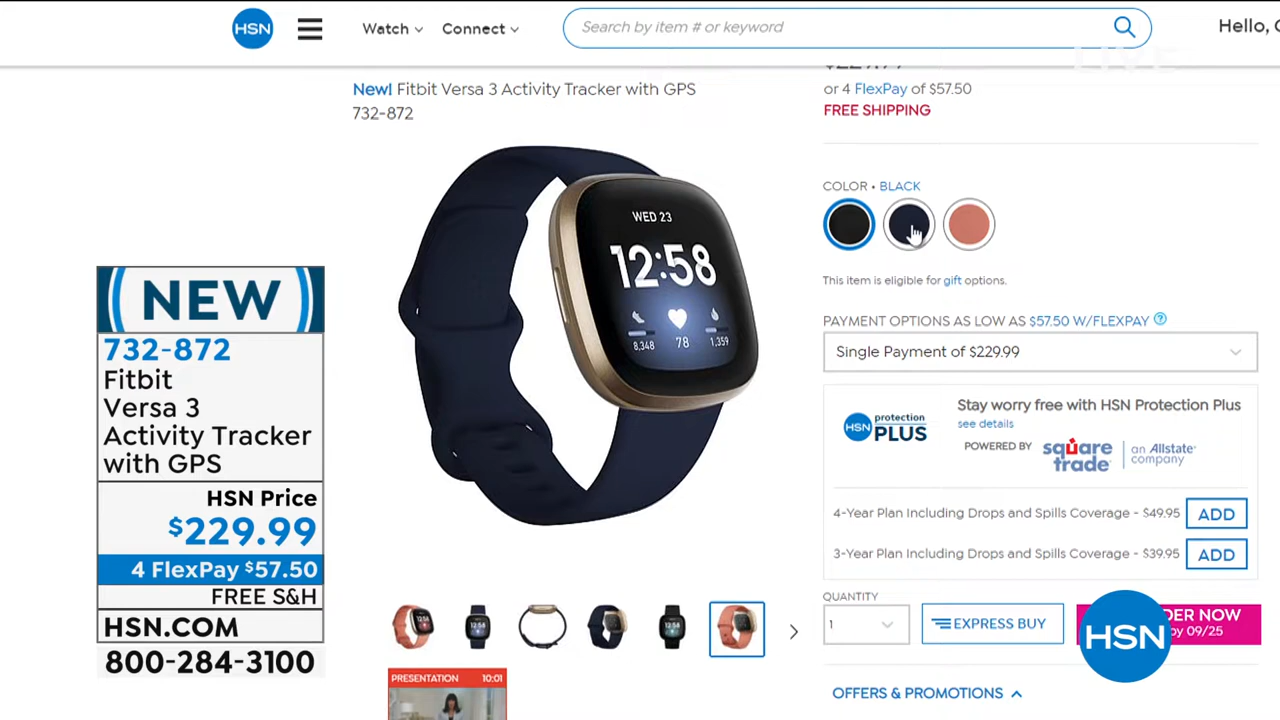 HSN
Watch
Connect
Search by item # or keyword
Hello,
LIVE
New! Fitbit Versa 3 Activity Tracker with GPS
732-872
or 4 FlexPay of $57.50
FREE SHIPPING
COLOR • BLACK
This item is eligible for gift options.
PAYMENT OPTIONS AS LOW AS $57.50 W/FLEXPAY ?
Single Payment of $229.99
HSN protection PLUS
Stay worry free with HSN Protection Plus
see details
POWERED BY square trade an Allstate company
4-Year Plan Including Drops and Spills Coverage - $49.95 ADD
3-Year Plan Including Drops and Spills Coverage - $39.95 ADD
QUANTITY
1
EXPRESS BUY
DER NOW
by 09/25
HSN
OFFERS & PROMOTIONS
WED 23
12:58
8,348 78 1,359
12:58
PRESENTATION 10:01
NEW
732-872
Fitbit
Versa 3
Activity Tracker
with GPS
HSN Price
$229.99
4 FlexPay $57.50
FREE S&H
HSN.COM
800-284-3100